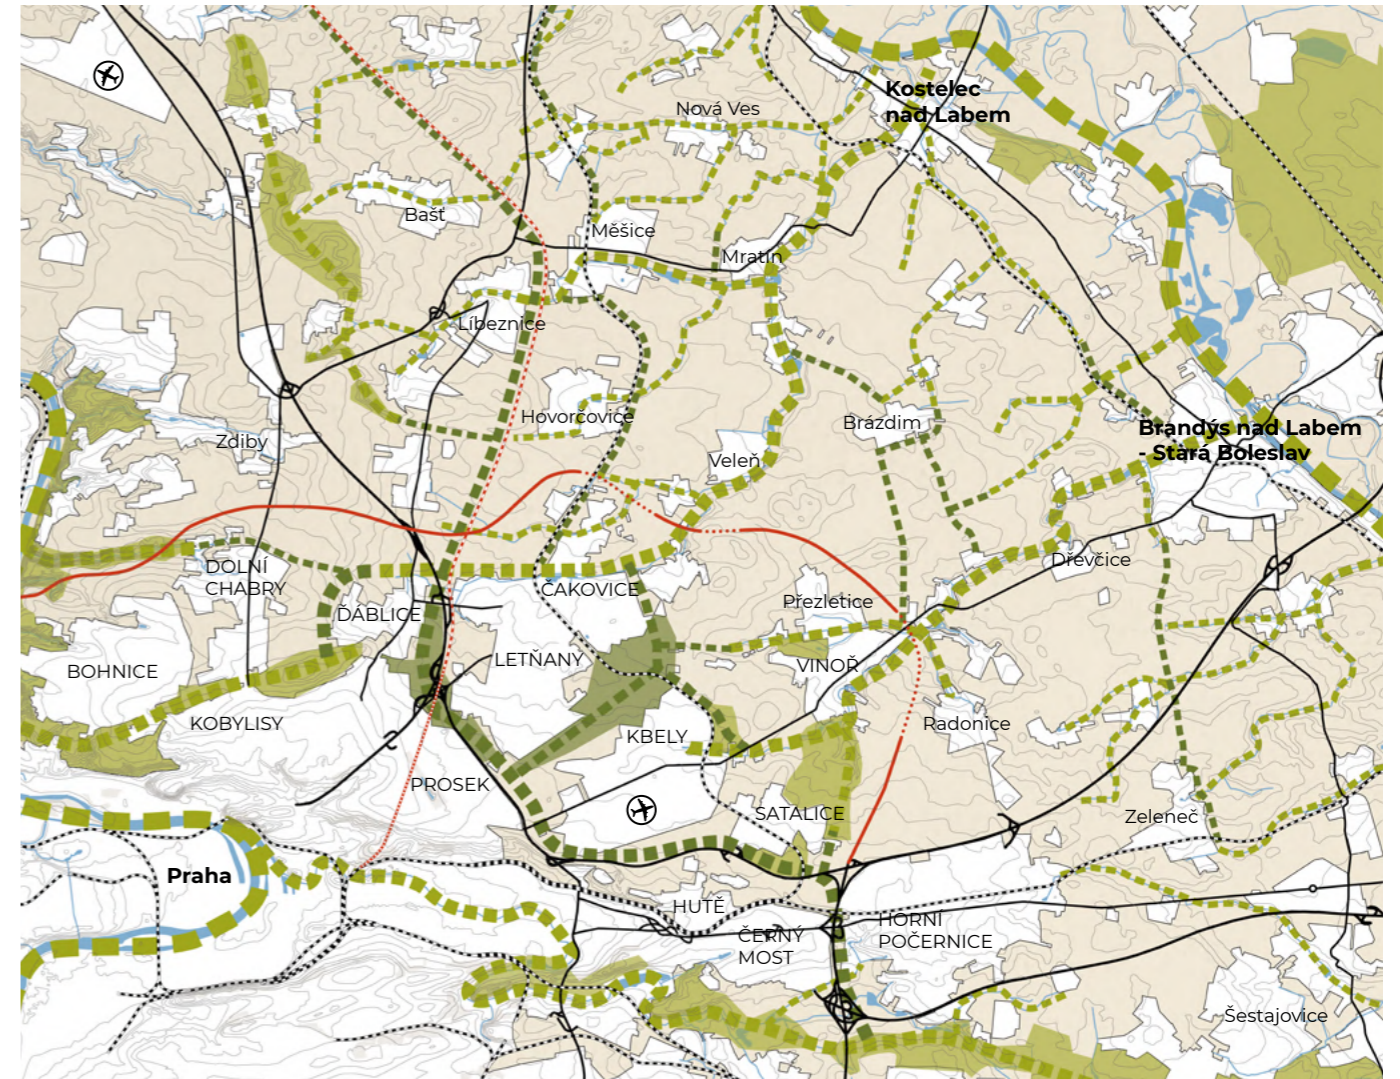 Kostelec
nad Labem
Nová Ves
Bašť
Měšice
Mratín
Líbeznice
Hovorčovice
Brázdim
Zdiby
Brandýs nad Labem
- Stará Boleslav
Veleň
DOLNÍ
CHABRY
Dřevčice
ČAKOVICE
Přezletice
ĎÁBLICE
LETŇANY
VINOŘ
BOHNICE
KOBYLISY
Radonice
KBELY
PROSEK
SATALICE
Zeleneč
Praha
HUTĚ
HORNÍ
POČERNICE
ČERNÝ
MOST
Šestajovice